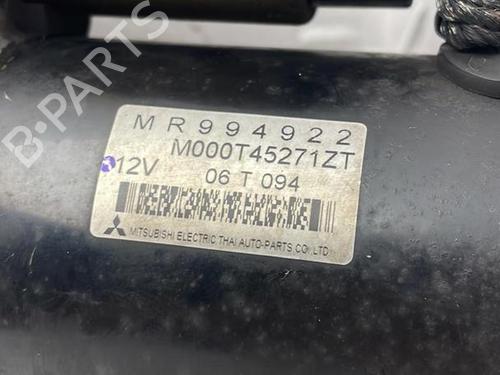 MR994922
M000T45271ZT
12V
06 T 094
MITSUBISHI ELECTRIC THAI AUTO-PARTS CO., LTD
B-PARTS